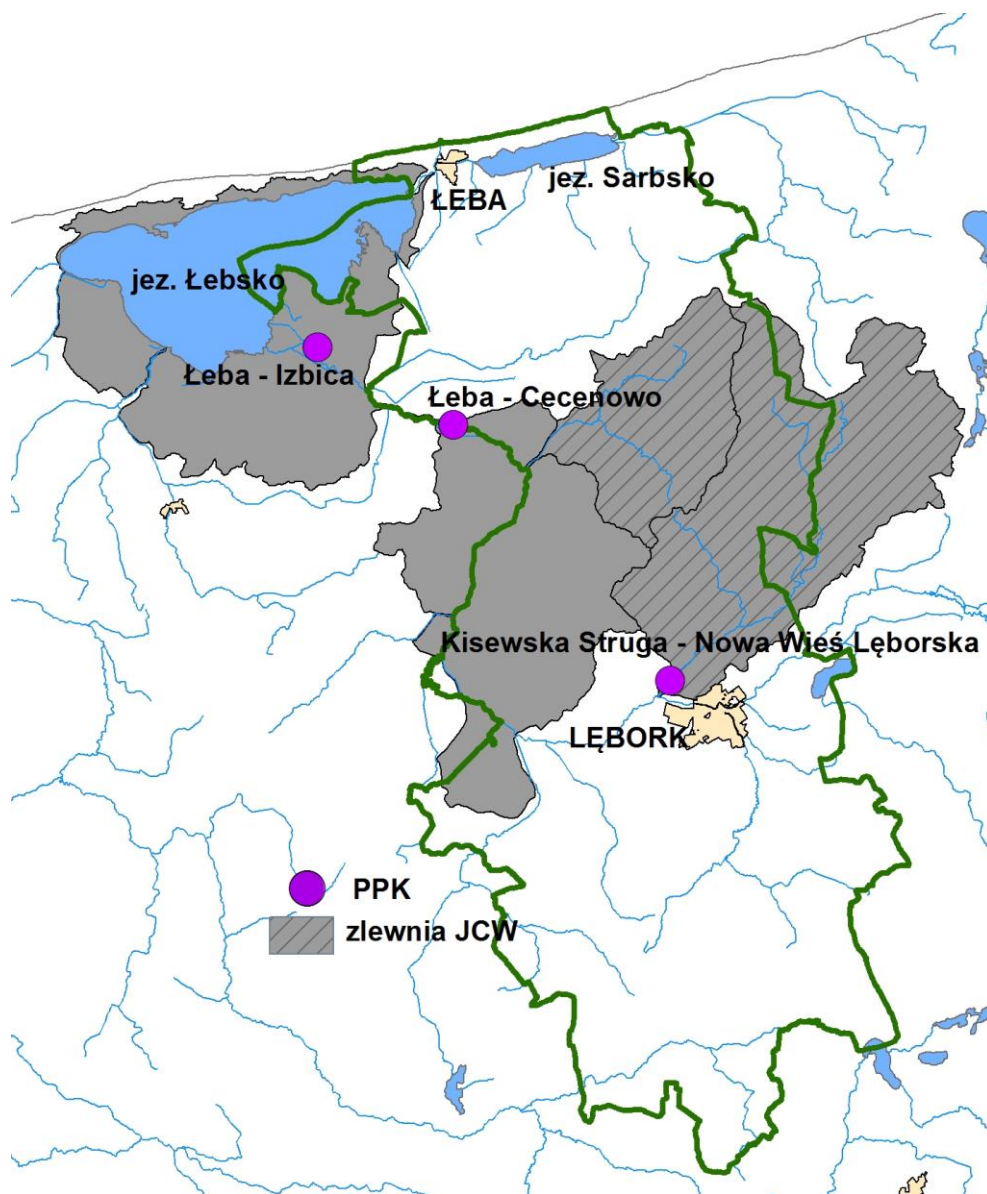 jez. Sarbsko
ŁEBA
jez. Łebsko
Łeba - Izbica
Łeba - Cecenowo
Kisewska Struga - Nowa Wieś Lęborska
LĘBORK
PPK
zlewnia JCW